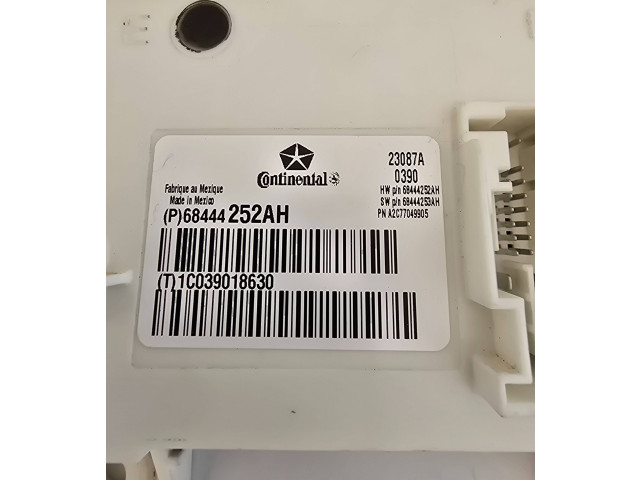 Continental
Fabrique au Mexique
Made in Mexico
(P)68444252AH
(T)1C039018630
23087A
0390
HW p/n 68444252AH
SW p/n 68444253AH
PN A2C77049905